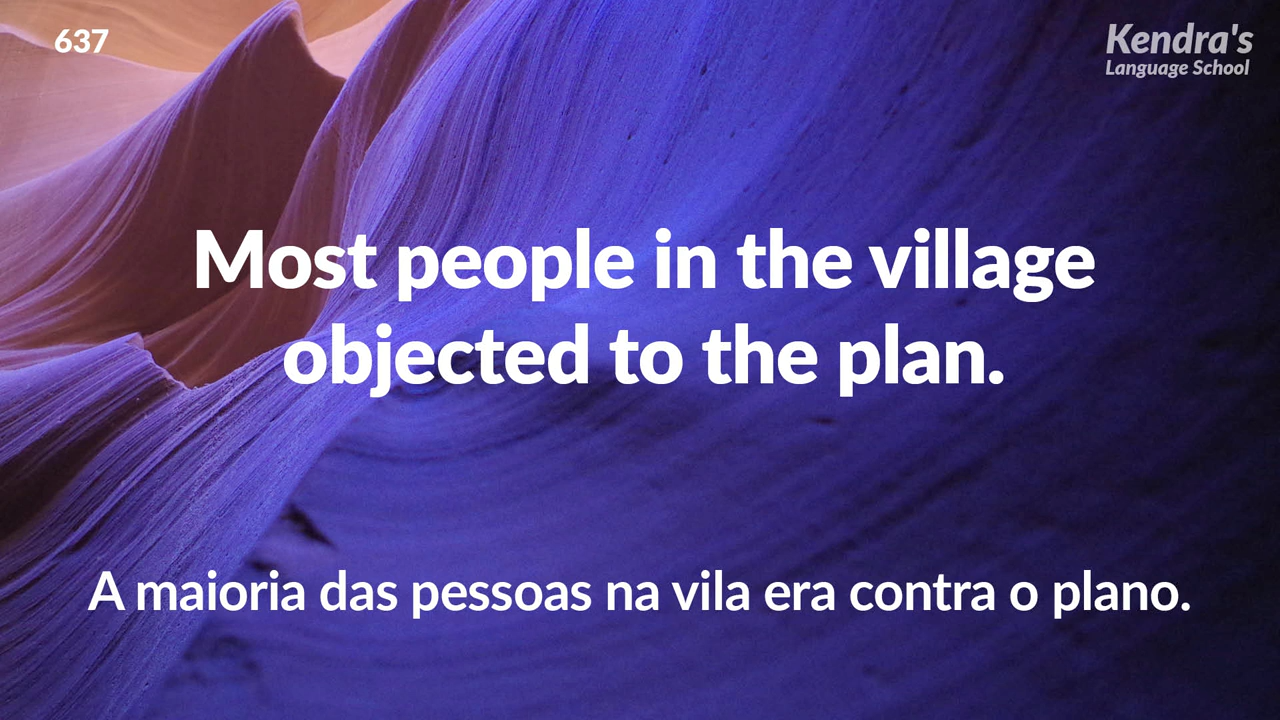 637
Kendra's
Language School
Most people in the village
objected to the plan.
A maioria das pessoas na vila era contra o plano.